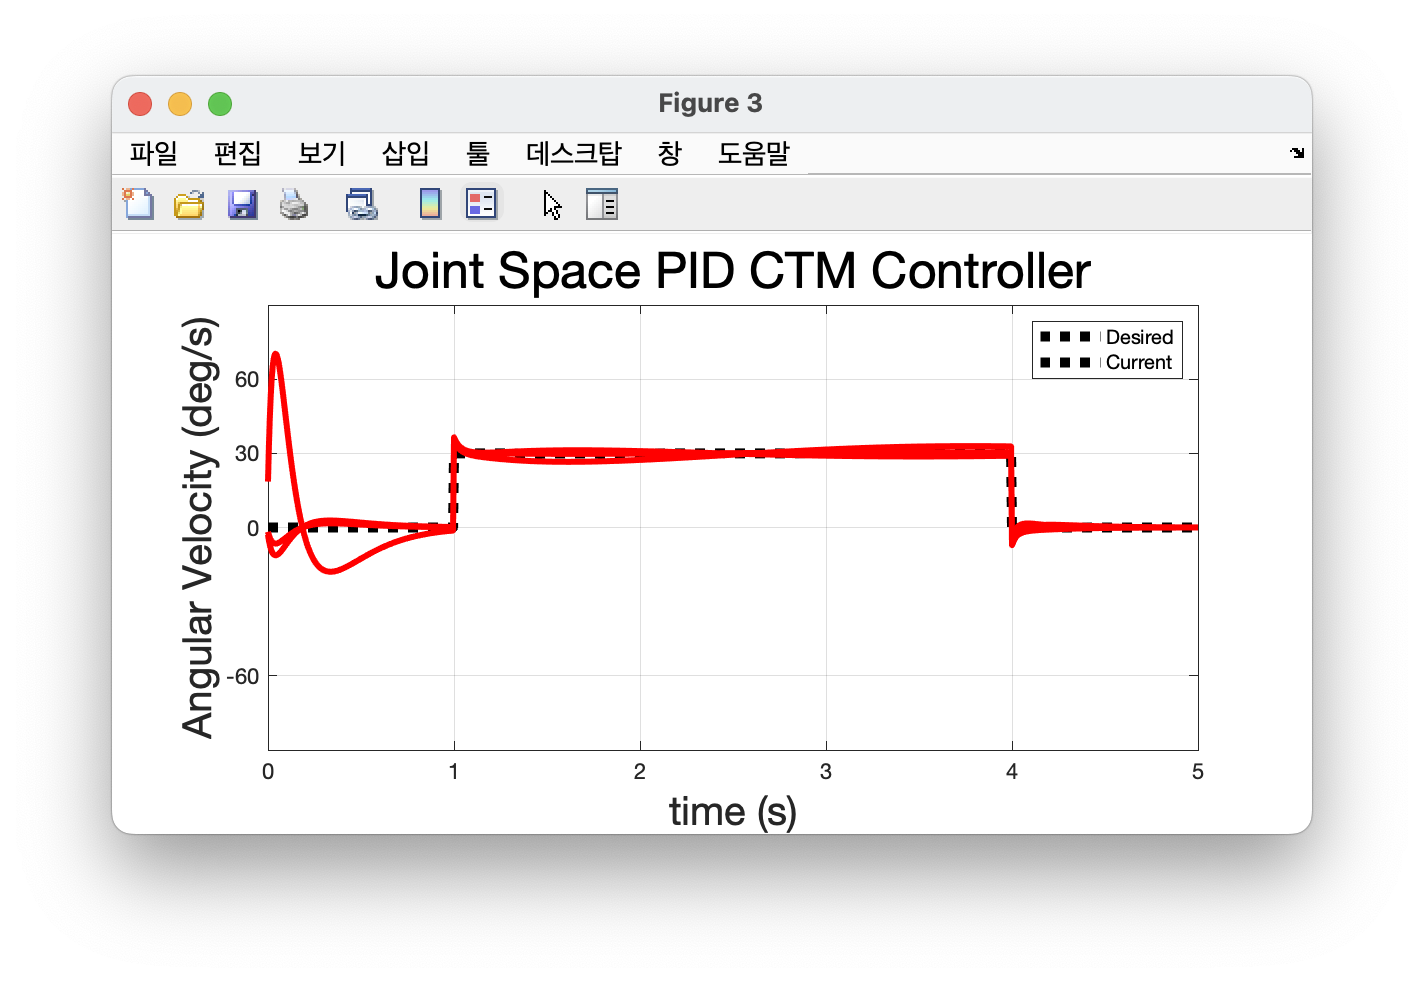 Figure 3
파일 편집 보기 삽입 툴 데스크탑 창 도움말
Joint Space PID CTM Controller
Angular Velocity (deg/s)
60
30
0
-60
Desired
Current
0 1 2 3 4 5
time (s)